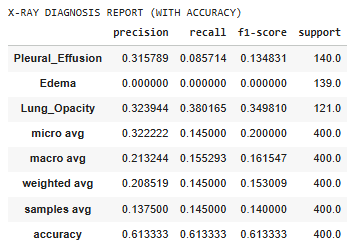 X-RAY DIAGNOSIS REPORT (WITH ACCURACY)
precision recall f1-score support
Pleural_Effusion 0.315789 0.085714 0.134831 140.0
Edema 0.000000 0.000000 0.000000 139.0
Lung_Opacity 0.323944 0.380165 0.349810 121.0
micro avg 0.322222 0.145000 0.200000 400.0
macro avg 0.213244 0.155293 0.161547 400.0
weighted avg 0.208519 0.145000 0.153009 400.0
samples avg 0.137500 0.145000 0.140000 400.0
accuracy 0.613333 0.613333 0.613333 400.0